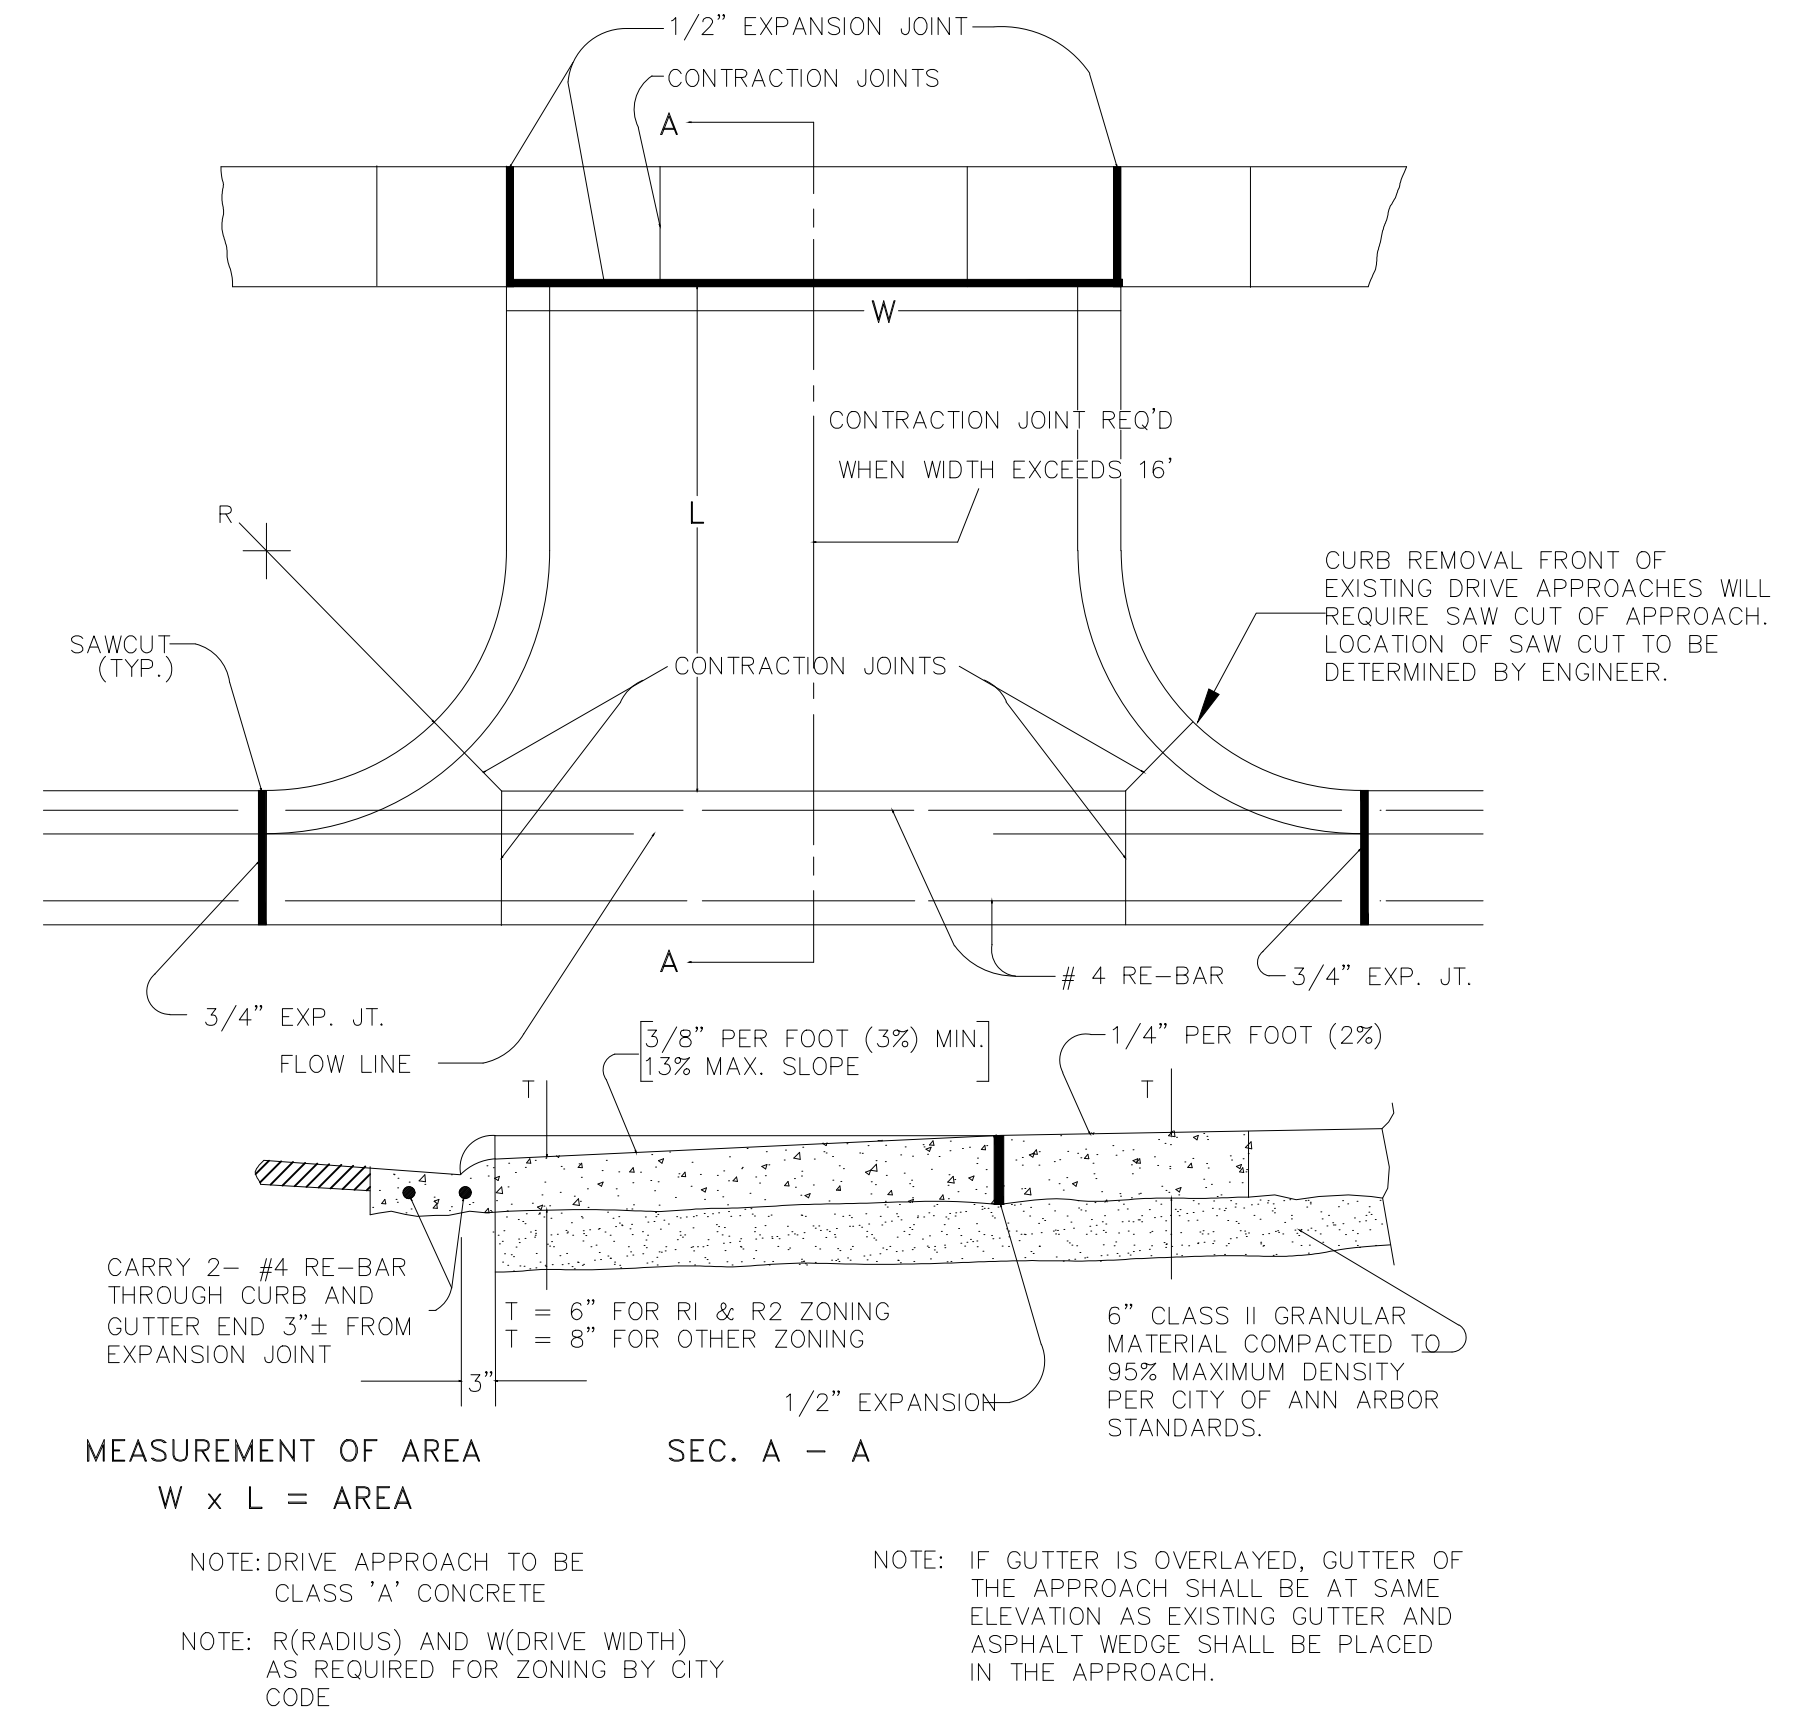 1/2” EXPANSION JOINT
CONTRACTION JOINTS
A
W
CONTRACTION JOINT REQ'D
WHEN WIDTH EXCEEDS 16'
L
R
CURB REMOVAL FRONT OF
EXISTING DRIVE APPROACHES WILL
REQUIRE SAW CUT OF APPROACH.
LOCATION OF SAW CUT TO BE
DETERMINED BY ENGINEER.
SAWCUT
(TYP.)
CONTRACTION JOINTS
A
# 4 RE-BAR
3/4” EXP. JT.
3/4” EXP. JT.
FLOW LINE
3/8” PER FOOT (3%) MIN.
13% MAX. SLOPE
1/4” PER FOOT (2%)
T
T
CARRY 2- #4 RE-BAR
THROUGH CURB AND
GUTTER END 3”± FROM
EXPANSION JOINT
T = 6” FOR R1 & R2 ZONING
T = 8” FOR OTHER ZONING
3”
1/2” EXPANSION
6” CLASS II GRANULAR
MATERIAL COMPACTED TO
95% MAXIMUM DENSITY
PER CITY OF ANN ARBOR
STANDARDS.
MEASUREMENT OF AREA
W x L = AREA
SEC. A - A
NOTE: DRIVE APPROACH TO BE
CLASS 'A' CONCRETE
NOTE: R(RADIUS) AND W(DRIVE WIDTH)
AS REQUIRED FOR ZONING BY CITY
CODE
NOTE: IF GUTTER IS OVERLAYED, GUTTER OF
THE APPROACH SHALL BE AT SAME
ELEVATION AS EXISTING GUTTER AND
ASPHALT WEDGE SHALL BE PLACED
IN THE APPROACH.